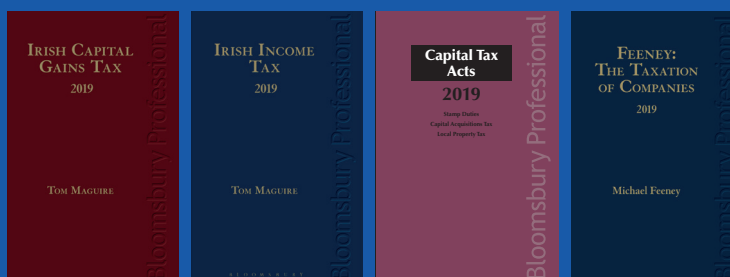 IRISH CAPITAL
GAINS TAX
2019
TOM MAGUIRE
Bloomsbury Professional
IRISH INCOME
TAX
2019
TOM MAGUIRE
BLOOMSBURY
Bloomsbury Professional
Capital Tax
Acts
2019
Stamp Duties
Capital Acquisitions Tax
Local Property Tax
Bloomsbury Professional
FEENEY:
THE TAXATION
OF COMPANIES
2019
Michael Feeney
Bloomsbury Professional